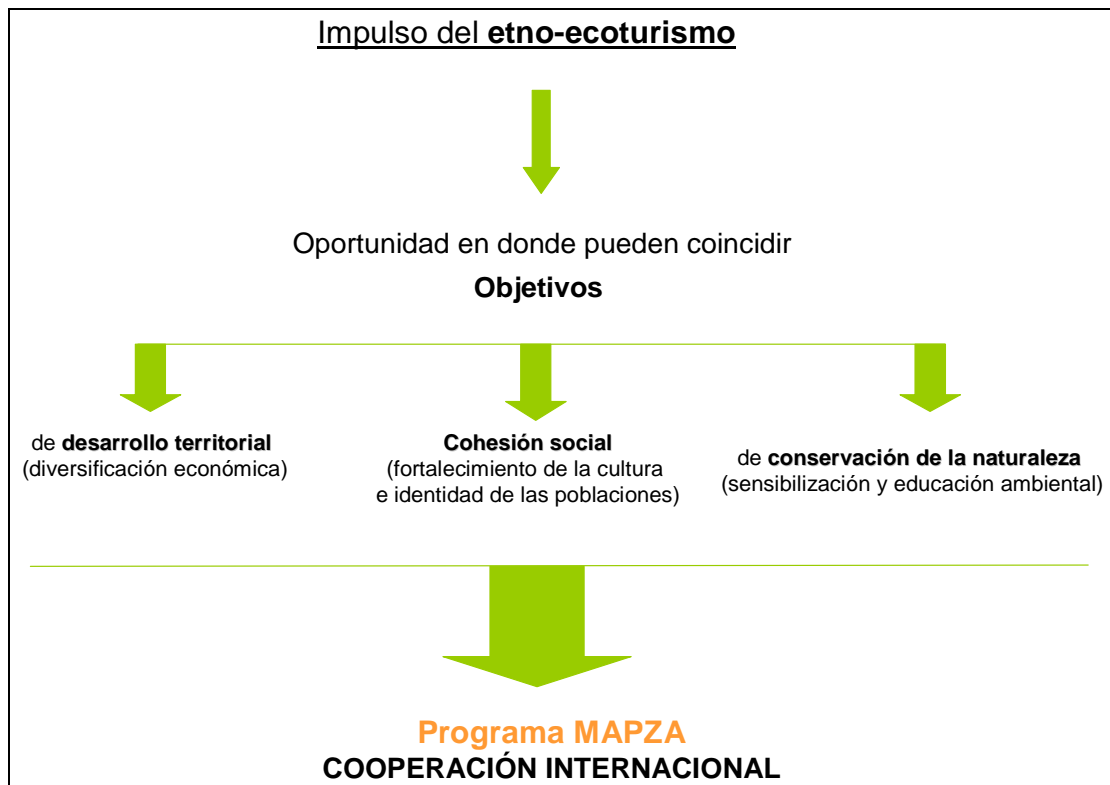 Impulso del etno-ecoturismo
Oportunidad en donde pueden coincidir
Objetivos
de desarrollo territorial
(diversificación económica)
Cohesión social
(fortalecimiento de la cultura
e identidad de las poblaciones)
de conservación de la naturaleza
(sensibilización y educación ambiental)
Programa MAPZA
COOPERACIÓN INTERNACIONAL